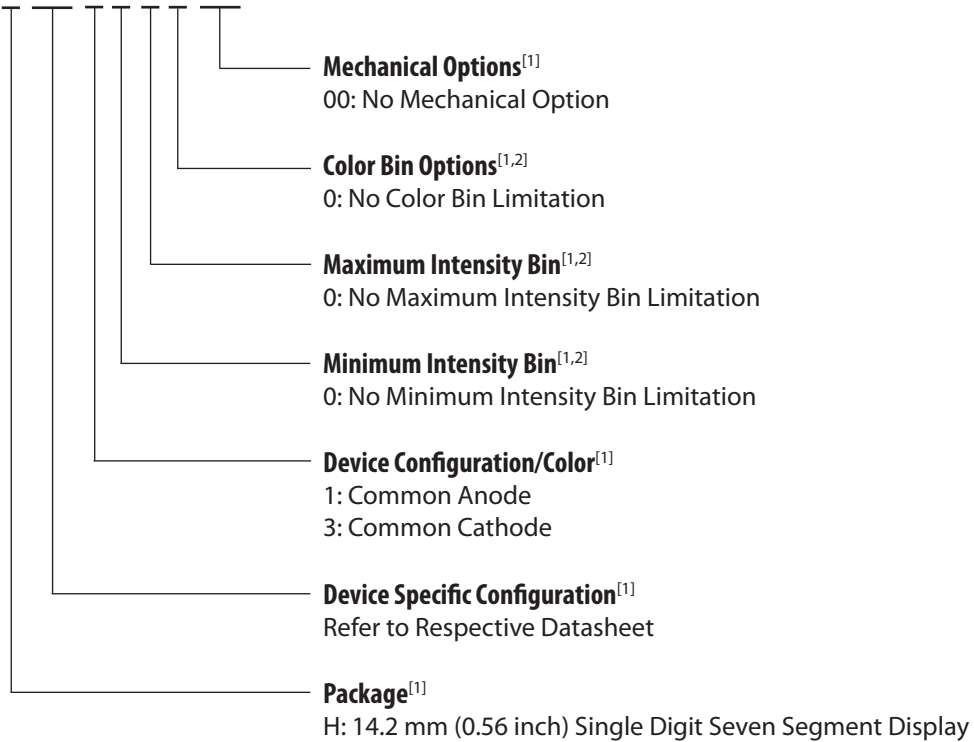 Mechanical Options[1]
00: No Mechanical Option
Color Bin Options[1,2]
0: No Color Bin Limitation
Maximum Intensity Bin[1,2]
0: No Maximum Intensity Bin Limitation
Minimum Intensity Bin[1,2]
0: No Minimum Intensity Bin Limitation
Device Configuration/Color[1]
1: Common Anode
3: Common Cathode
Device Specific Configuration[1]
Refer to Respective Datasheet
Package[1]
H: 14.2 mm (0.56 inch) Single Digit Seven Segment Display